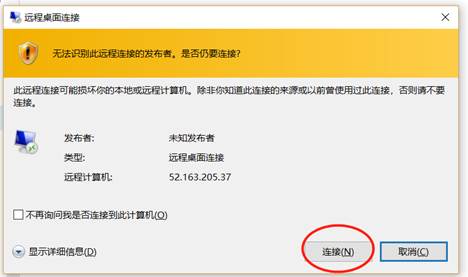 远程桌面连接
无法识别此远程连接的发布者。是否仍要连接?
此远程连接可能损坏你的本地或远程计算机。除非你知道此连接的来源或以前曾使用过此连接，否则请不要
连接。
发布者: 未知发布者
类型: 远程桌面连接
远程计算机: 52.163.205.37
不再询问我是否连接到此计算机(O)
显示详细信息(D) 连接(N) 取消(C)